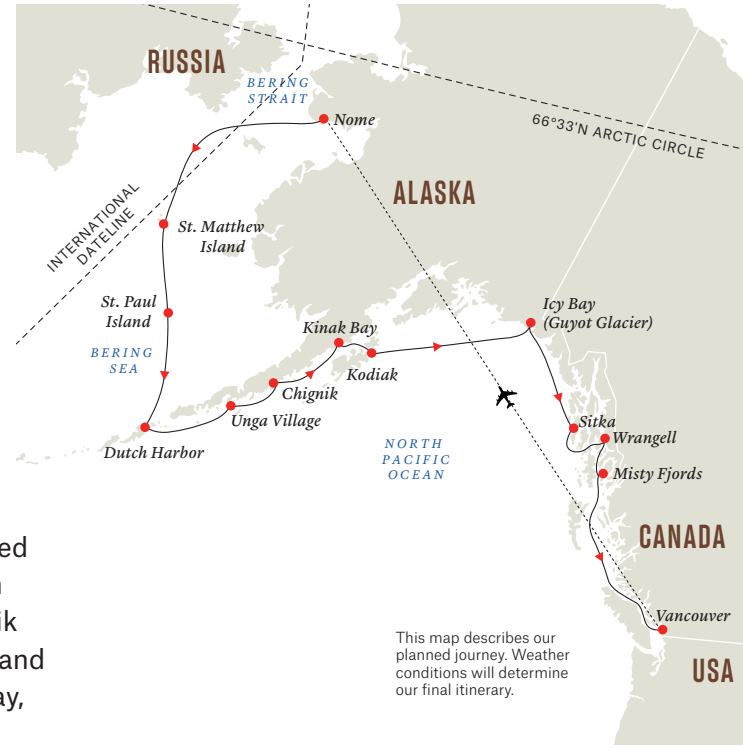 RUSSIA
BERING
STRAIT
Nome
66°33'N ARCTIC CIRCLE
ALASKA
INTERNATIONAL
DATELINE
St. Matthew
Island
St. Paul
Island
Icy Bay
(Guyot Glacier)
Kinak Bay
BERING
SEA
Kodiak
Chignik
Unga Village
Sitka
Wrangell
Dutch Harbor
NORTH
PACIFIC
OCEAN
Misty Fjords
CANADA
ed
ik
and
ay,
Vancouver
This map describes our
planned journey. Weather
conditions will determine
our final itinerary.
USA